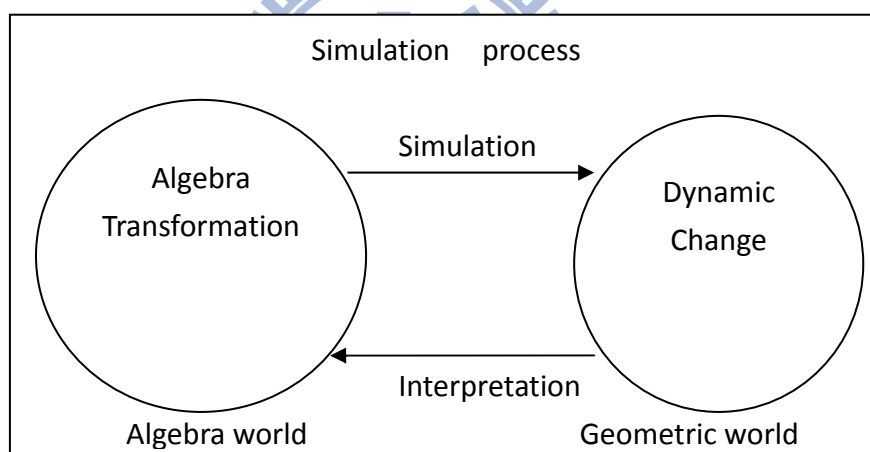 Simulation process
Simulation
Algebra
Transformation
Dynamic
Change
Interpretation
Algebra world
Geometric world